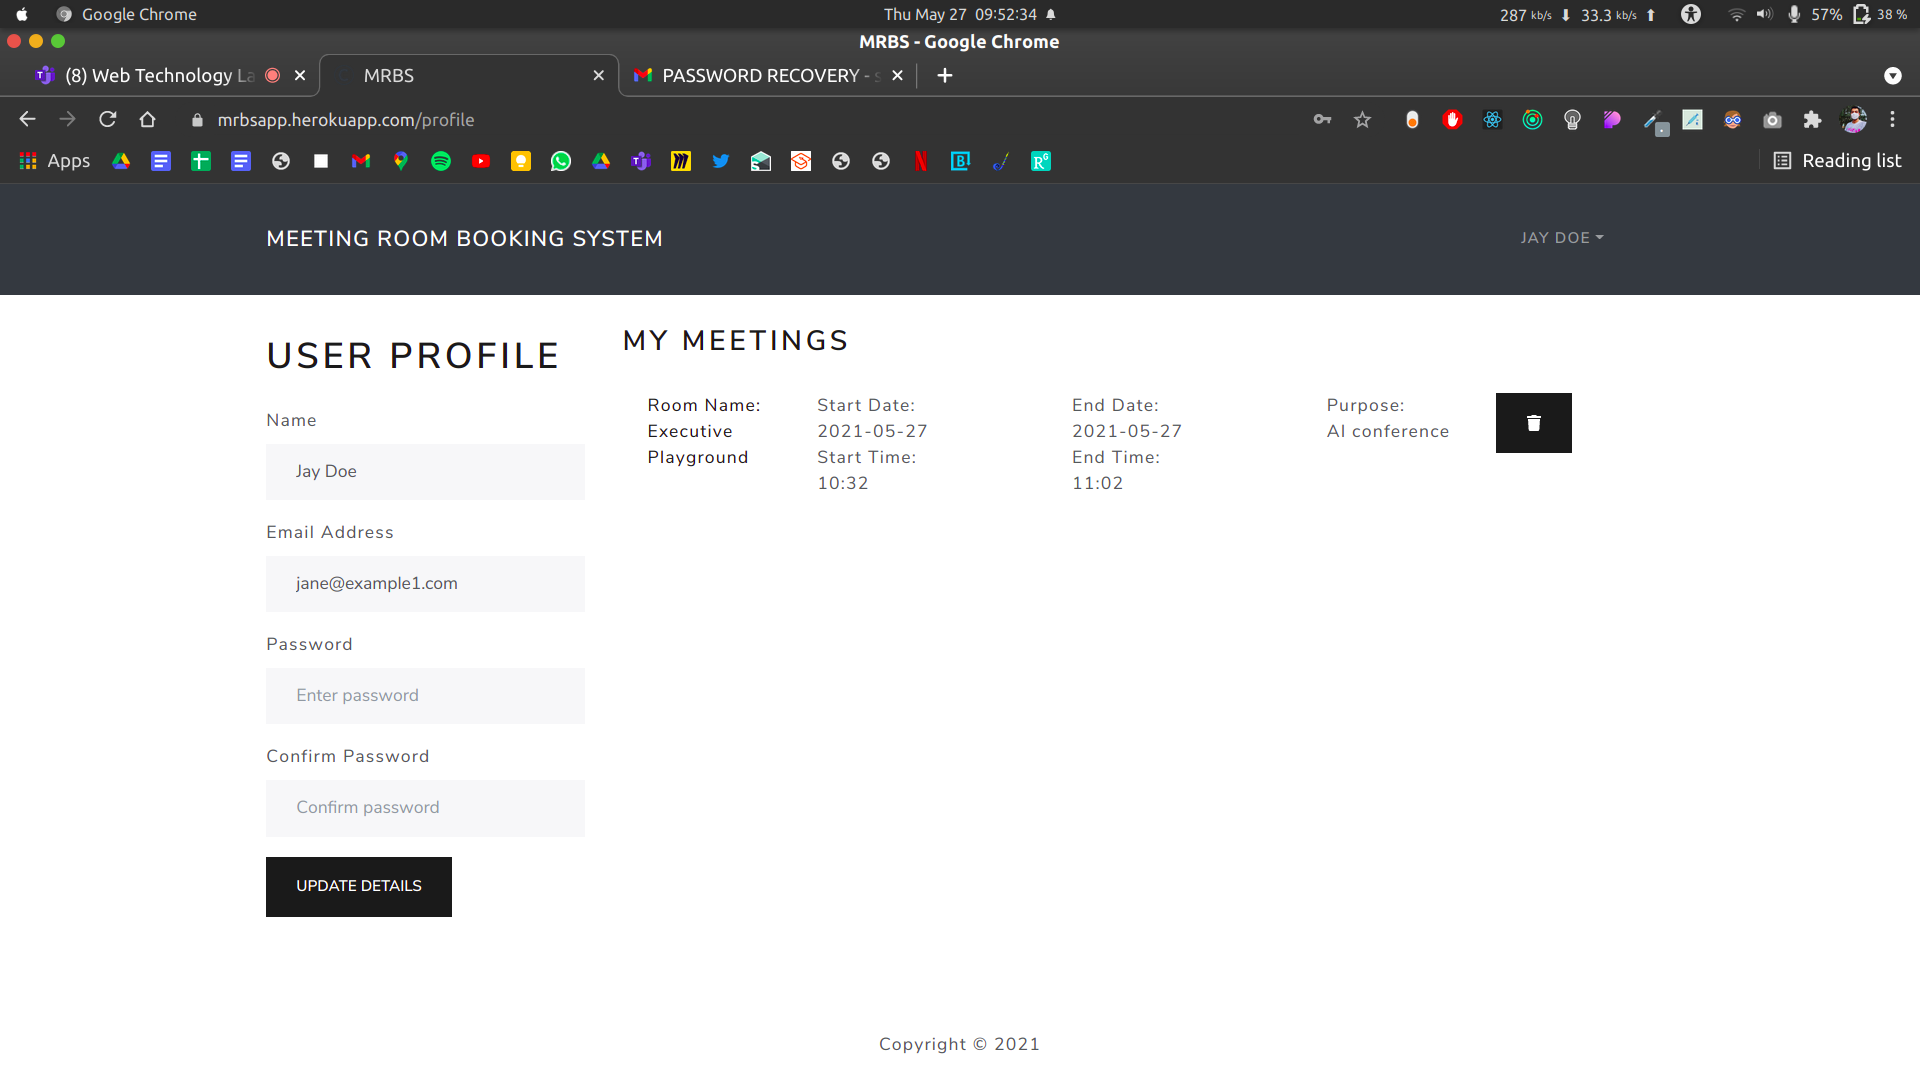 Google Chrome
Thu May 27 09:52:34
287 kb/s 33.3 kb/s 57% 38 %
MRBS - Google Chrome
(8) Web Technology La
MRBS
PASSWORD RECOVERY - s
mrbsapp.herokuapp.com/profile
Apps
Reading list
MEETING ROOM BOOKING SYSTEM
JAY DOE
USER PROFILE
Name
Jay Doe
Email Address
jane@example1.com
Password
Enter password
Confirm Password
Confirm password
UPDATE DETAILS
MY MEETINGS
Room Name:
Executive
Playground
Start Date:
2021-05-27
Start Time:
10:32
End Date:
2021-05-27
End Time:
11:02
Purpose:
AI conference
Copyright © 2021